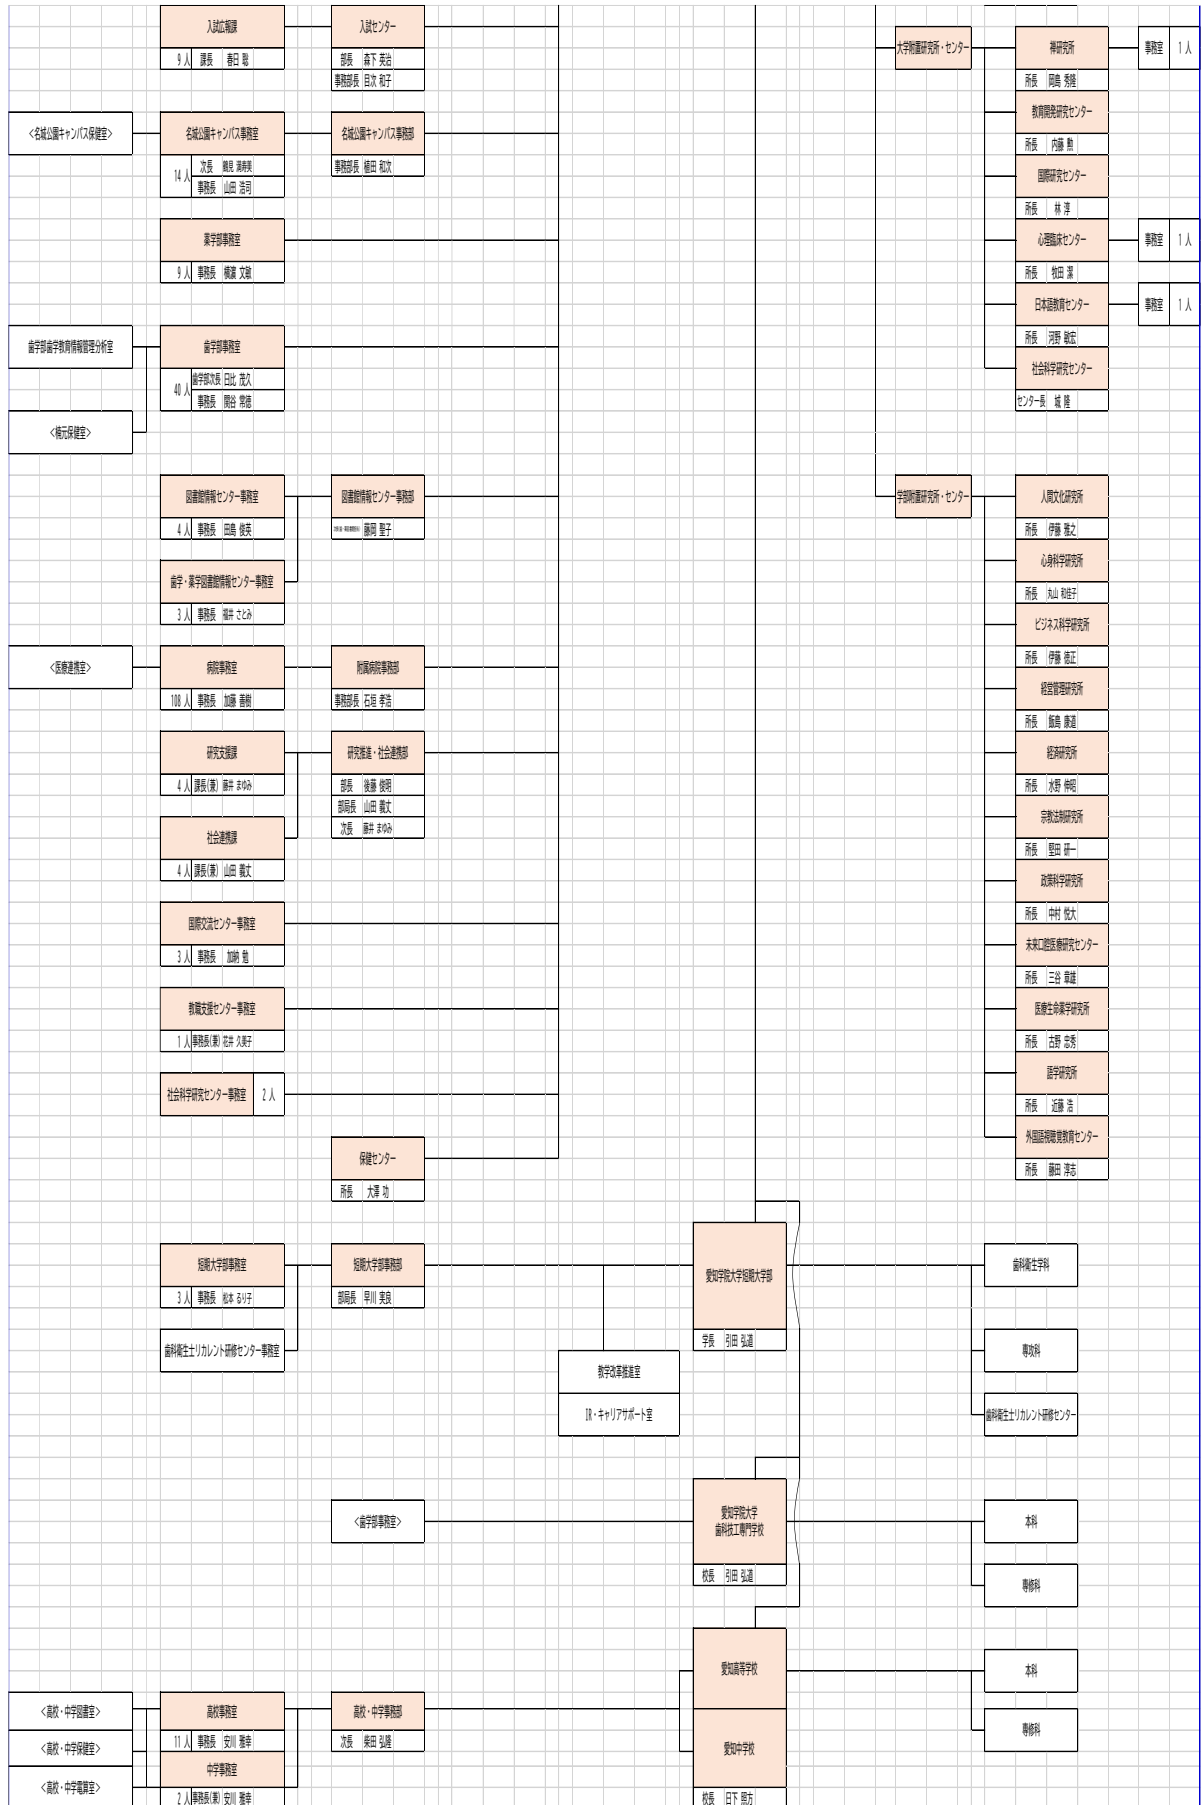 入試広報課
9人 課長 春日 聡
入試センター
部長 森下 英治
事務部長 目次 和子
<名城公園キャンパス保健室>
名城公園キャンパス事務室
14人 次長 鶴見 満寿美
事務長 山田 浩司
名城公園キャンパス事務部
事務部長 植田 和次
薬学部事務室
9人 事務長 横濵 文敏
歯学部歯学教育情報管理分析室
歯学部事務室
40人 歯学部次長 日比 茂久
事務長 関谷 常徳
<楠元保健室>
図書館情報センター事務室
4人 事務長 田島 俊英
図書館情報センター事務部
藤岡 聖子
歯学・薬学図書館情報センター事務室
3人 事務長 福井 さとみ
<医療連携室>
病院事務室
108人 事務長 加藤 善樹
附属病院事務部
事務部長 石垣 孝浩
研究支援課
4人 課長(兼) 藤井 まゆみ
研究推進・社会連携部
部長 後藤 俊明
部局長 山田 義丈
次長 藤井 まゆみ
社会連携課
4人 課長(兼) 山田 義丈
国際交流センター事務室
3人 事務長 加納 勉
教職支援センター事務室
1人 事務長(兼) 花井 久美子
社会科学研究センター事務室 2人
保健センター
所長 大澤 功
大学附置研究所・センター
禅研究所
事務室 1人
所長 岡島 秀隆
教育開発研究センター
所長 内藤 勲
国際研究センター
所長 林 淳
心理臨床センター
事務室 1人
所長 牧田 潔
日本語教育センター
事務室 1人
所長 河野 敏宏
社会科学研究センター
センター長 城 隆
学部附置研究所・センター
人間文化研究所
所長 伊藤 雅之
心身科学研究所
所長 丸山 和佳子
ビジネス科学研究所
所長 伊藤 徳正
経営管理研究所
所長 飯島 康道
経済研究所
所長 水野 伸昭
宗教法制研究所
所長 堅田 研一
政策科学研究所
所長 中村 悦大
未来口腔医療研究センター
所長 三谷 章雄
医療生命薬学研究所
所長 古野 忠秀
語学研究所
所長 近藤 浩
外国語視聴覚教育センター
所長 藤田 淳志
短期大学部事務室
3人 事務長 松本 るり子
短期大学部事務部
部局長 早川 実良
歯科衛生士リカレント研修センター事務室
教学改革推進室
IR・キャリアサポート室
愛知学院大学短期大学部
学長 引田 弘道
歯科衛生学科
専攻科
歯科衛生士リカレント研修センター
<歯学部事務室>
愛知学院大学
歯科技工専門学校
校長 引田 弘道
本科
専修科
愛知高等学校
本科
専修科
<高校・中学図書室>
<高校・中学保健室>
<高校・中学電算室>
高校事務室
11人 事務長 安川 雅幸
中学事務室
2人 事務長(兼) 安川 雅幸
高校・中学事務部
次長 柴田 弘隆
愛知中学校
校長 日下 照方